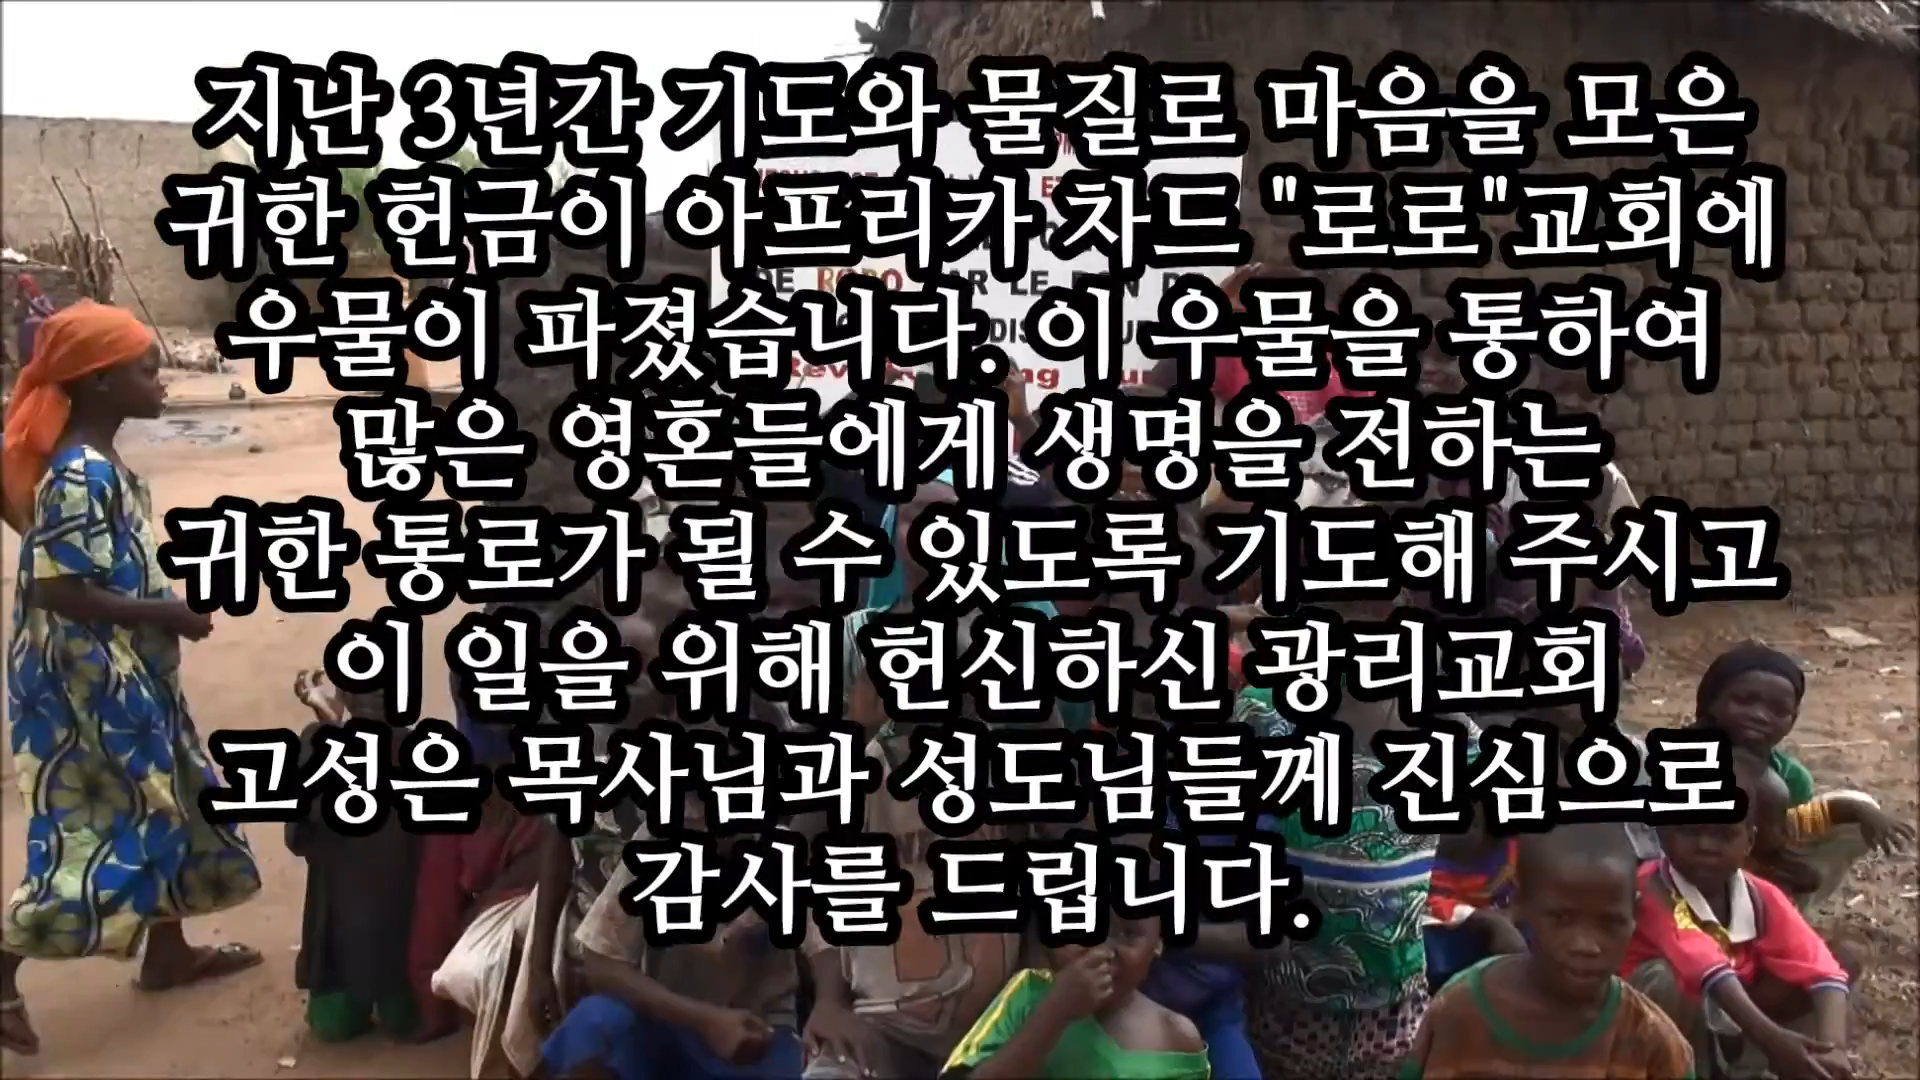 지난 3년간 기도와 물질로 마음을 모은
귀한 헌금이 아프리카 차드 "로로"교회에
우물이 파졌습니다. 이 우물을 통하여
많은 영혼들에게 생명을 전하는
귀한 통로가 될 수 있도록 기도해 주시고
이 일을 위해 헌신하신 광리교회
고성은 목사님과 성도님들께 진심으로
감사를 드립니다.
DE LE